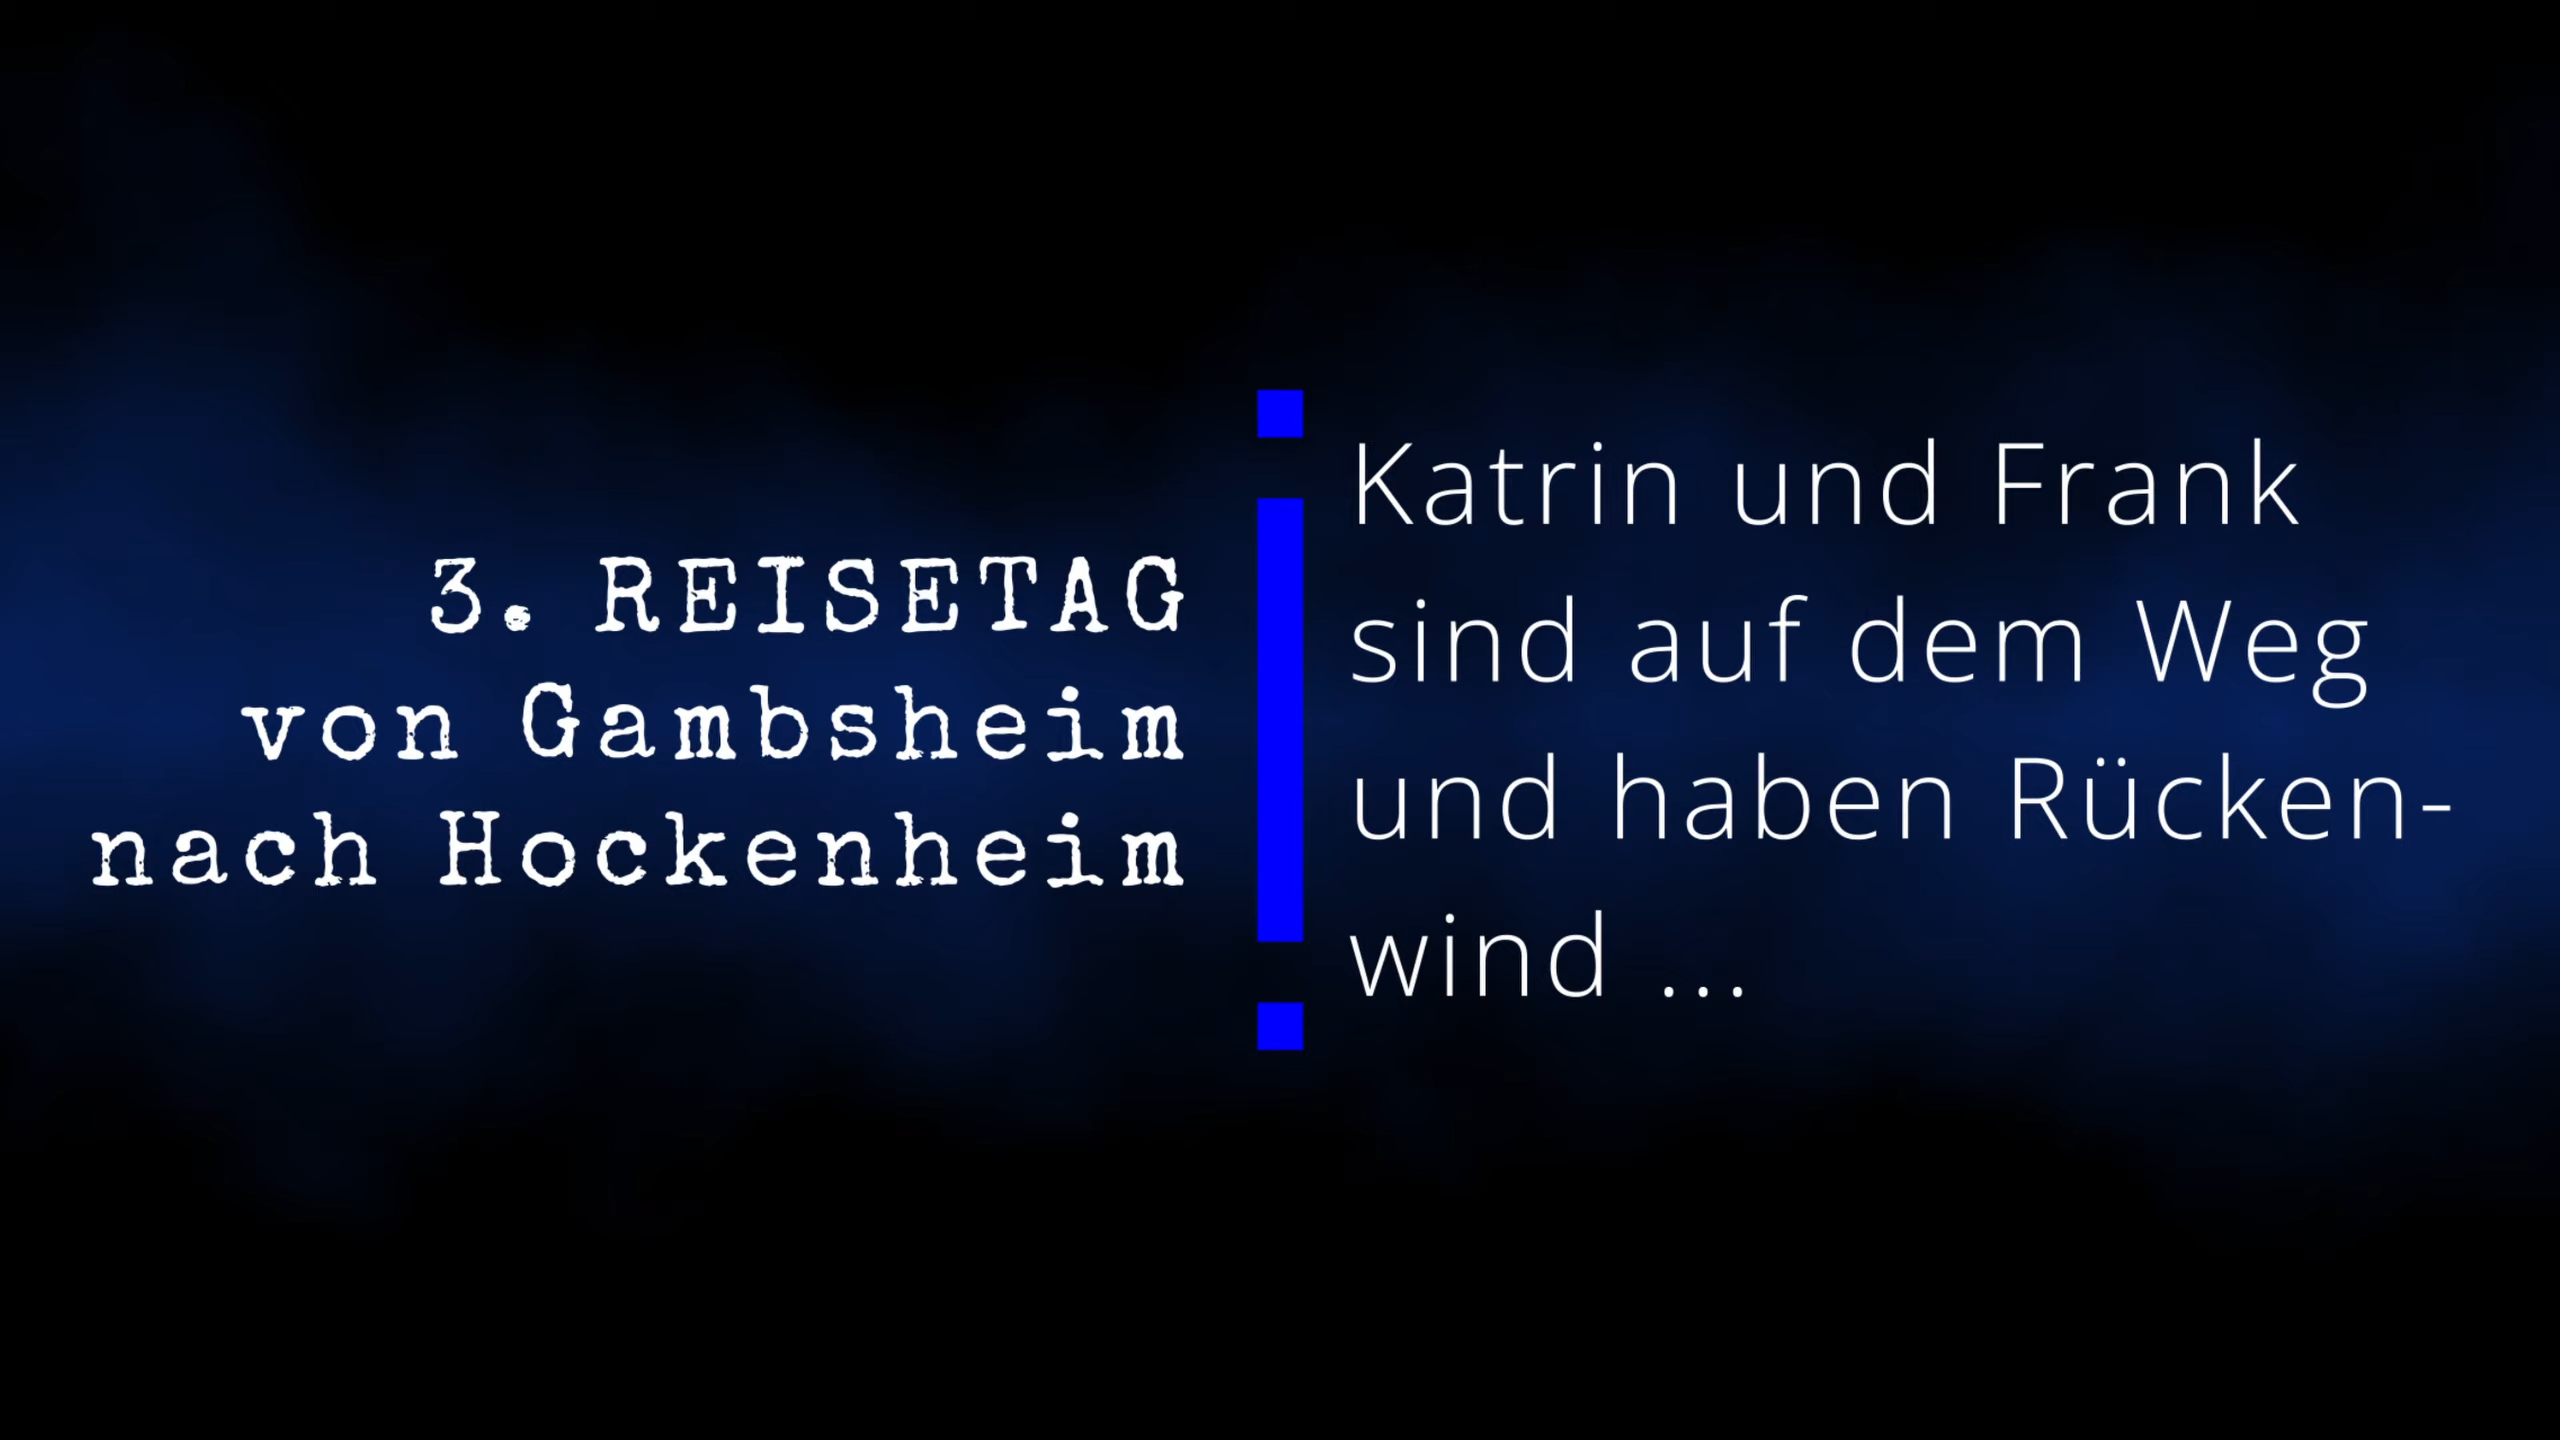 3. REISETAG
von Gambsheim
nach Hockenheim
Katrin und Frank
sind auf dem Weg
und haben Rücken-
wind ...